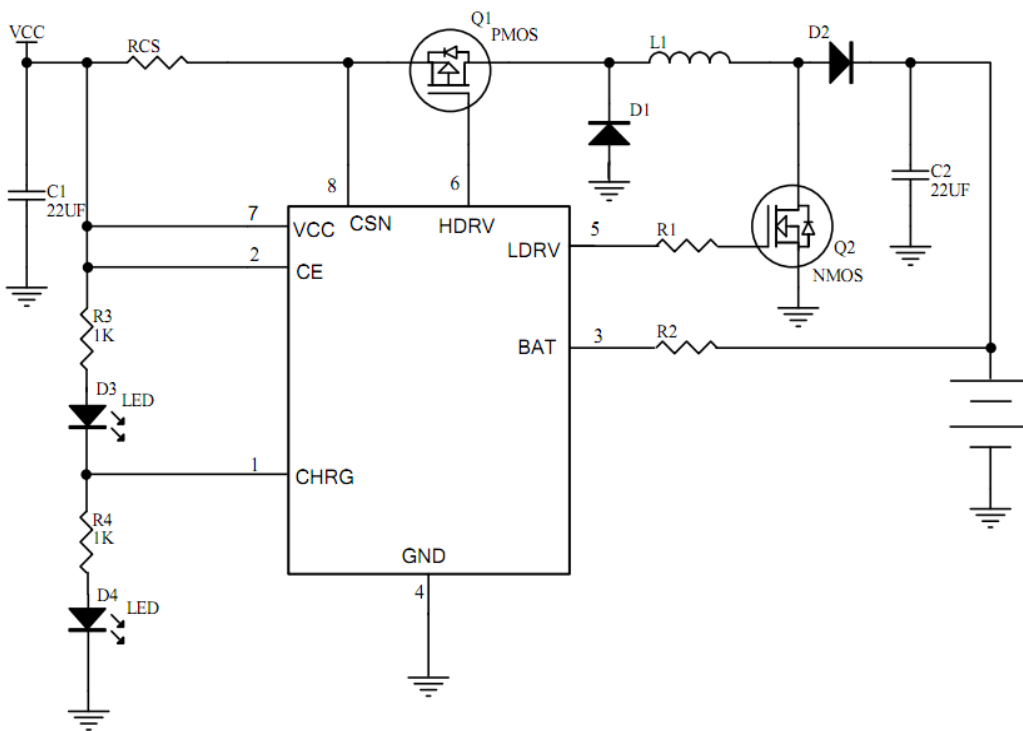 Q1
PMOS
VCC
RCS
L1
D2
D1
C1
22UF
C2
22UF
8
6
7
VCC
CSN
HDRV
5
R1
LDRV
2
CE
Q2
NMOS
R3
1K
BAT
3
R2
D3
LED
1
CHRG
R4
1K
GND
4
D4
LED